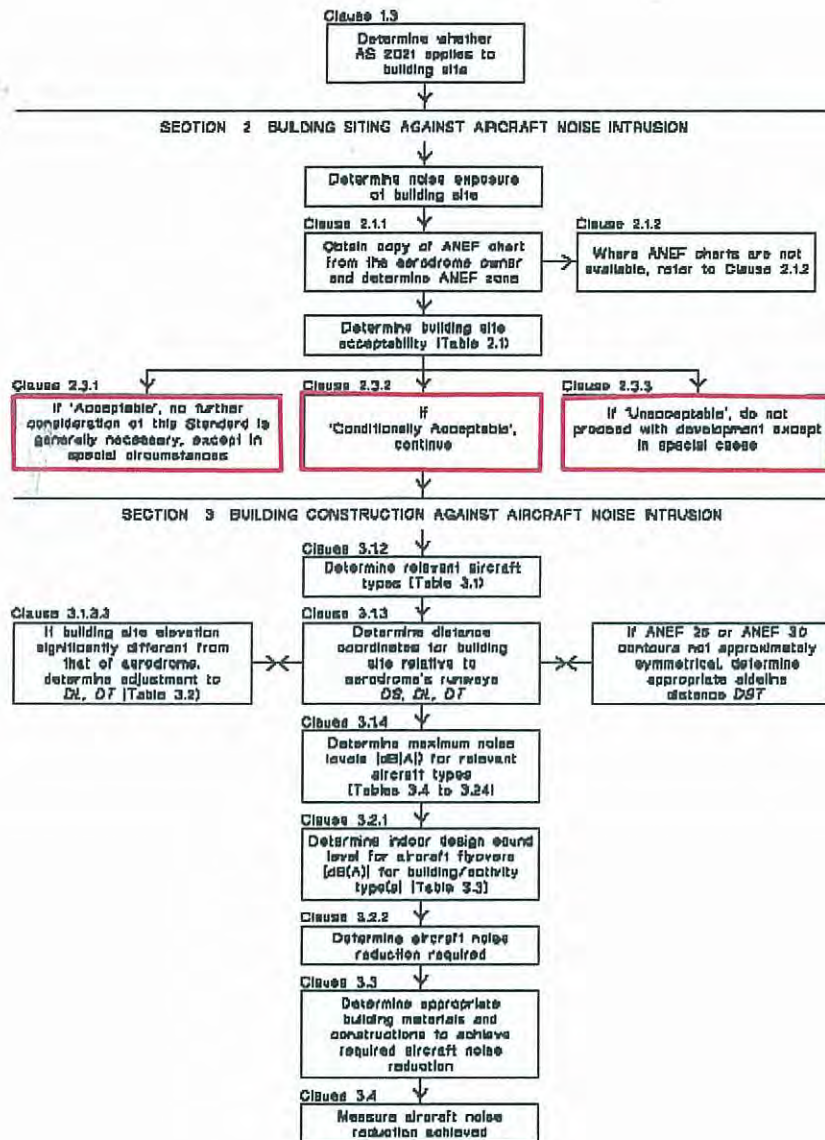 Clause 1.3
Determine whether
AS 2021 applies to
building site
SECTION 2 BUILDING SITING AGAINST AIRCRAFT NOISE INTRUSION
Determine noise exposure
of building site
Clause 2.1.1
Obtain copy of ANEF chart
from the aerodrome owner
and determine ANEF zone
Clause 2.1.2
Where ANEF charts are not
available, refer to Clause 2.1.2
Determine building site
acceptability (Table 2.1)
Clause 2.3.1
If 'Acceptable', no further
consideration of this Standard is
generally necessary, except in
special circumstances
Clause 2.3.2
If
'Conditionally Acceptable',
continue
Clause 2.3.3
If 'Unacceptable', do not
proceed with development except
in special cases
SECTION 3 BUILDING CONSTRUCTION AGAINST AIRCRAFT NOISE INTRUSION
Clause 3.1.2
Determine relevant aircraft
types (Table 3.1)
Clause 3.1.3.3
If building site elevation
significantly different from
that of aerodrome,
determine adjustment to
DL, DT (Table 3.2)
Clause 3.1.3
Determine distance
coordinates for building
site relative to
aerodrome's runways
DS, DL, DT
If ANEF 25 or ANEF 30
contours not approximately
symmetrical, determine
appropriate sideline
distance DST
Clause 3.1.4
Determine maximum noise
levels [dB(A)] for relevant
aircraft types
(Tables 3.4 to 3.24)
Clause 3.2.1
Determine indoor design sound
level for aircraft flyovers
[dB(A)] for building/activity
type(s) (Table 3.3)
Clause 3.2.2
Determine aircraft noise
reduction required
Clause 3.3
Determine appropriate
building materials and
constructions to achieve
required aircraft noise
reduction
Clause 3.4
Measure aircraft noise
reduction achieved